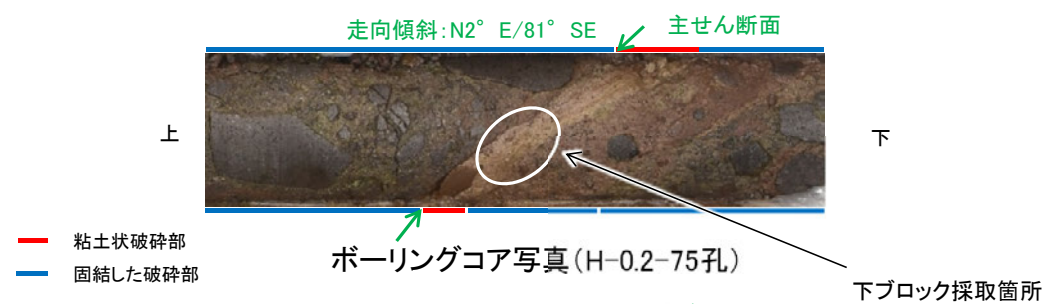 走向傾斜：N2°E/81°SE
主せん断面
上
下
粘土状破砕部
固結した破砕部
ボーリングコア写真（H-0.2-75孔）
下ブロック採取箇所